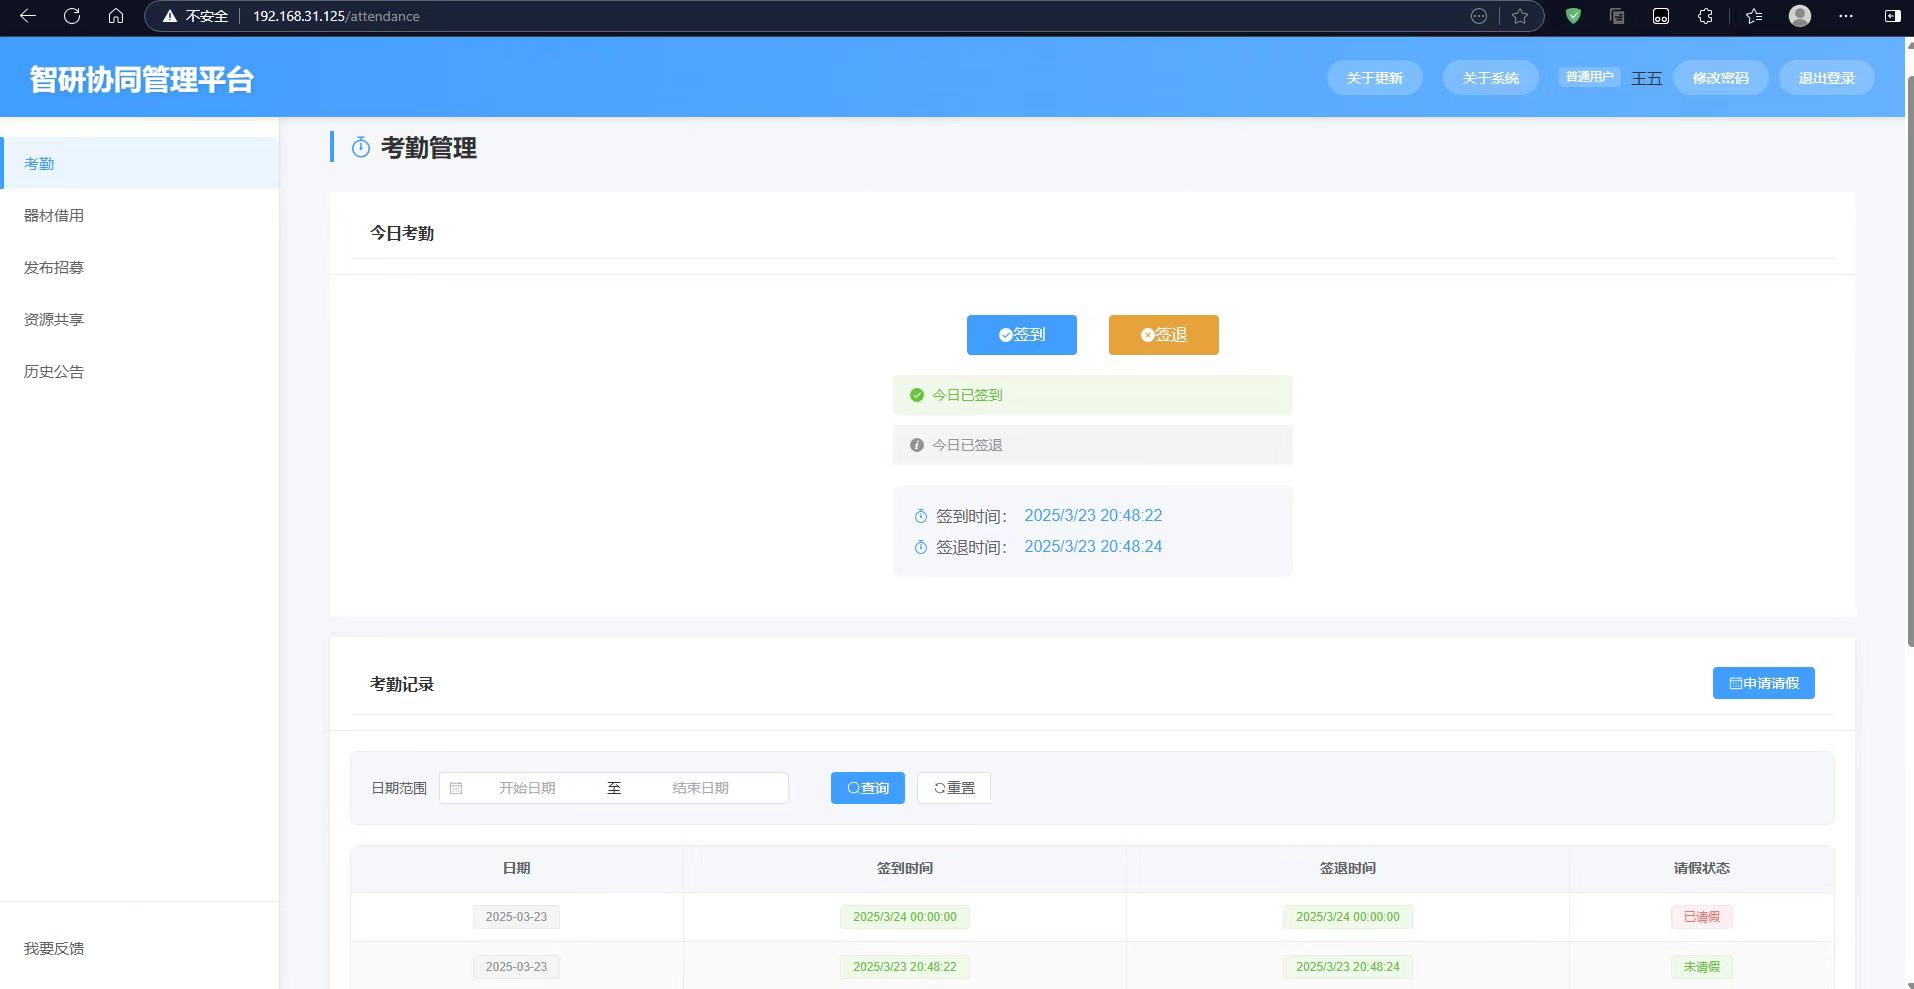 不安全 192.168.31.125/attendance
智研协同管理平台
关于更新 关于系统 普通用户 王五 修改密码 退出登录
考勤
器材借用
发布招募
资源共享
历史公告
我要反馈
考勤管理
今日考勤
签到 签退
今日已签到
今日已签退
签到时间: 2025/3/23 20:48:22
签退时间: 2025/3/23 20:48:24
考勤记录 申请请假
日期范围 开始日期 至 结束日期 查询 重置
日期 签到时间 签退时间 请假状态
2025-03-23 2025/3/24 00:00:00 2025/3/24 00:00:00 已请假
2025-03-23 2025/3/23 20:48:22 2025/3/23 20:48:24 未请假